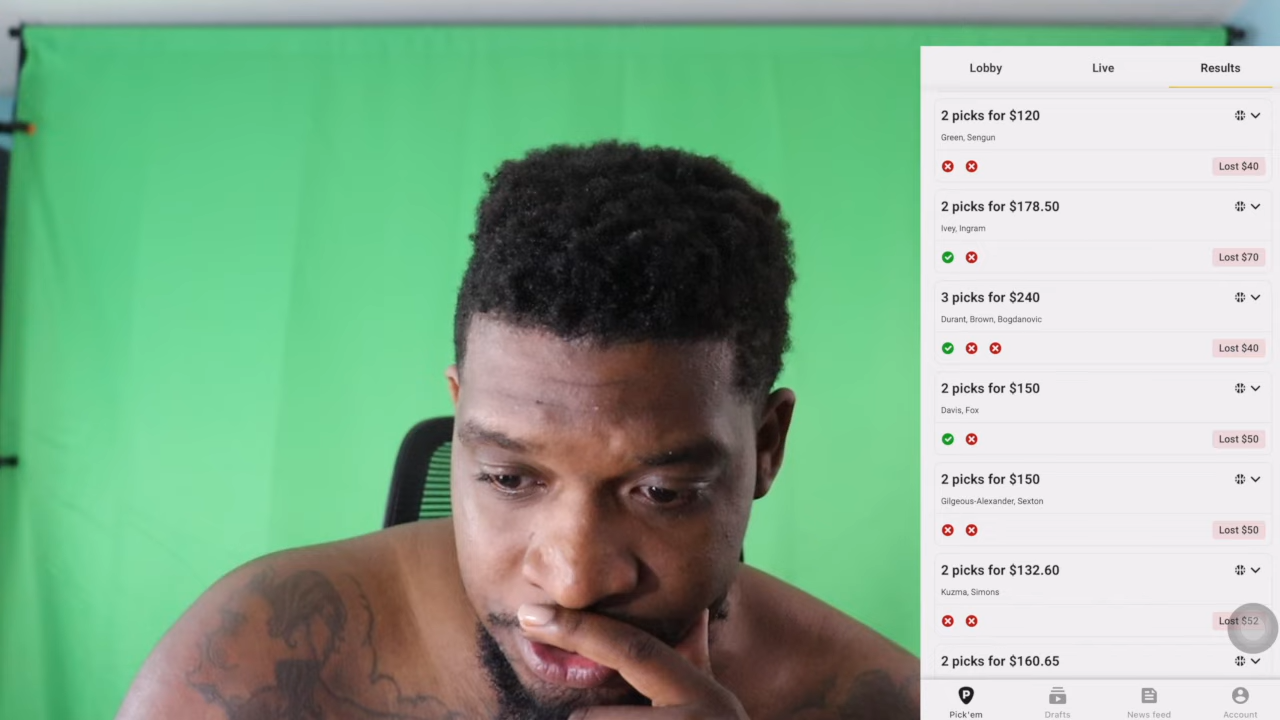 Lobby
Live
Results
2 picks for $120
Green, Sengun
Lost $40
2 picks for $178.50
Ivey, Ingram
Lost $70
3 picks for $240
Durant, Brown, Bogdanovic
Lost $40
2 picks for $150
Davis, Fox
Lost $50
2 picks for $150
Gilgeous-Alexander, Sexton
Lost $50
2 picks for $132.60
Kuzma, Simons
Lost $52
2 picks for $160.65
P
Pick'em
Drafts
News feed
Account